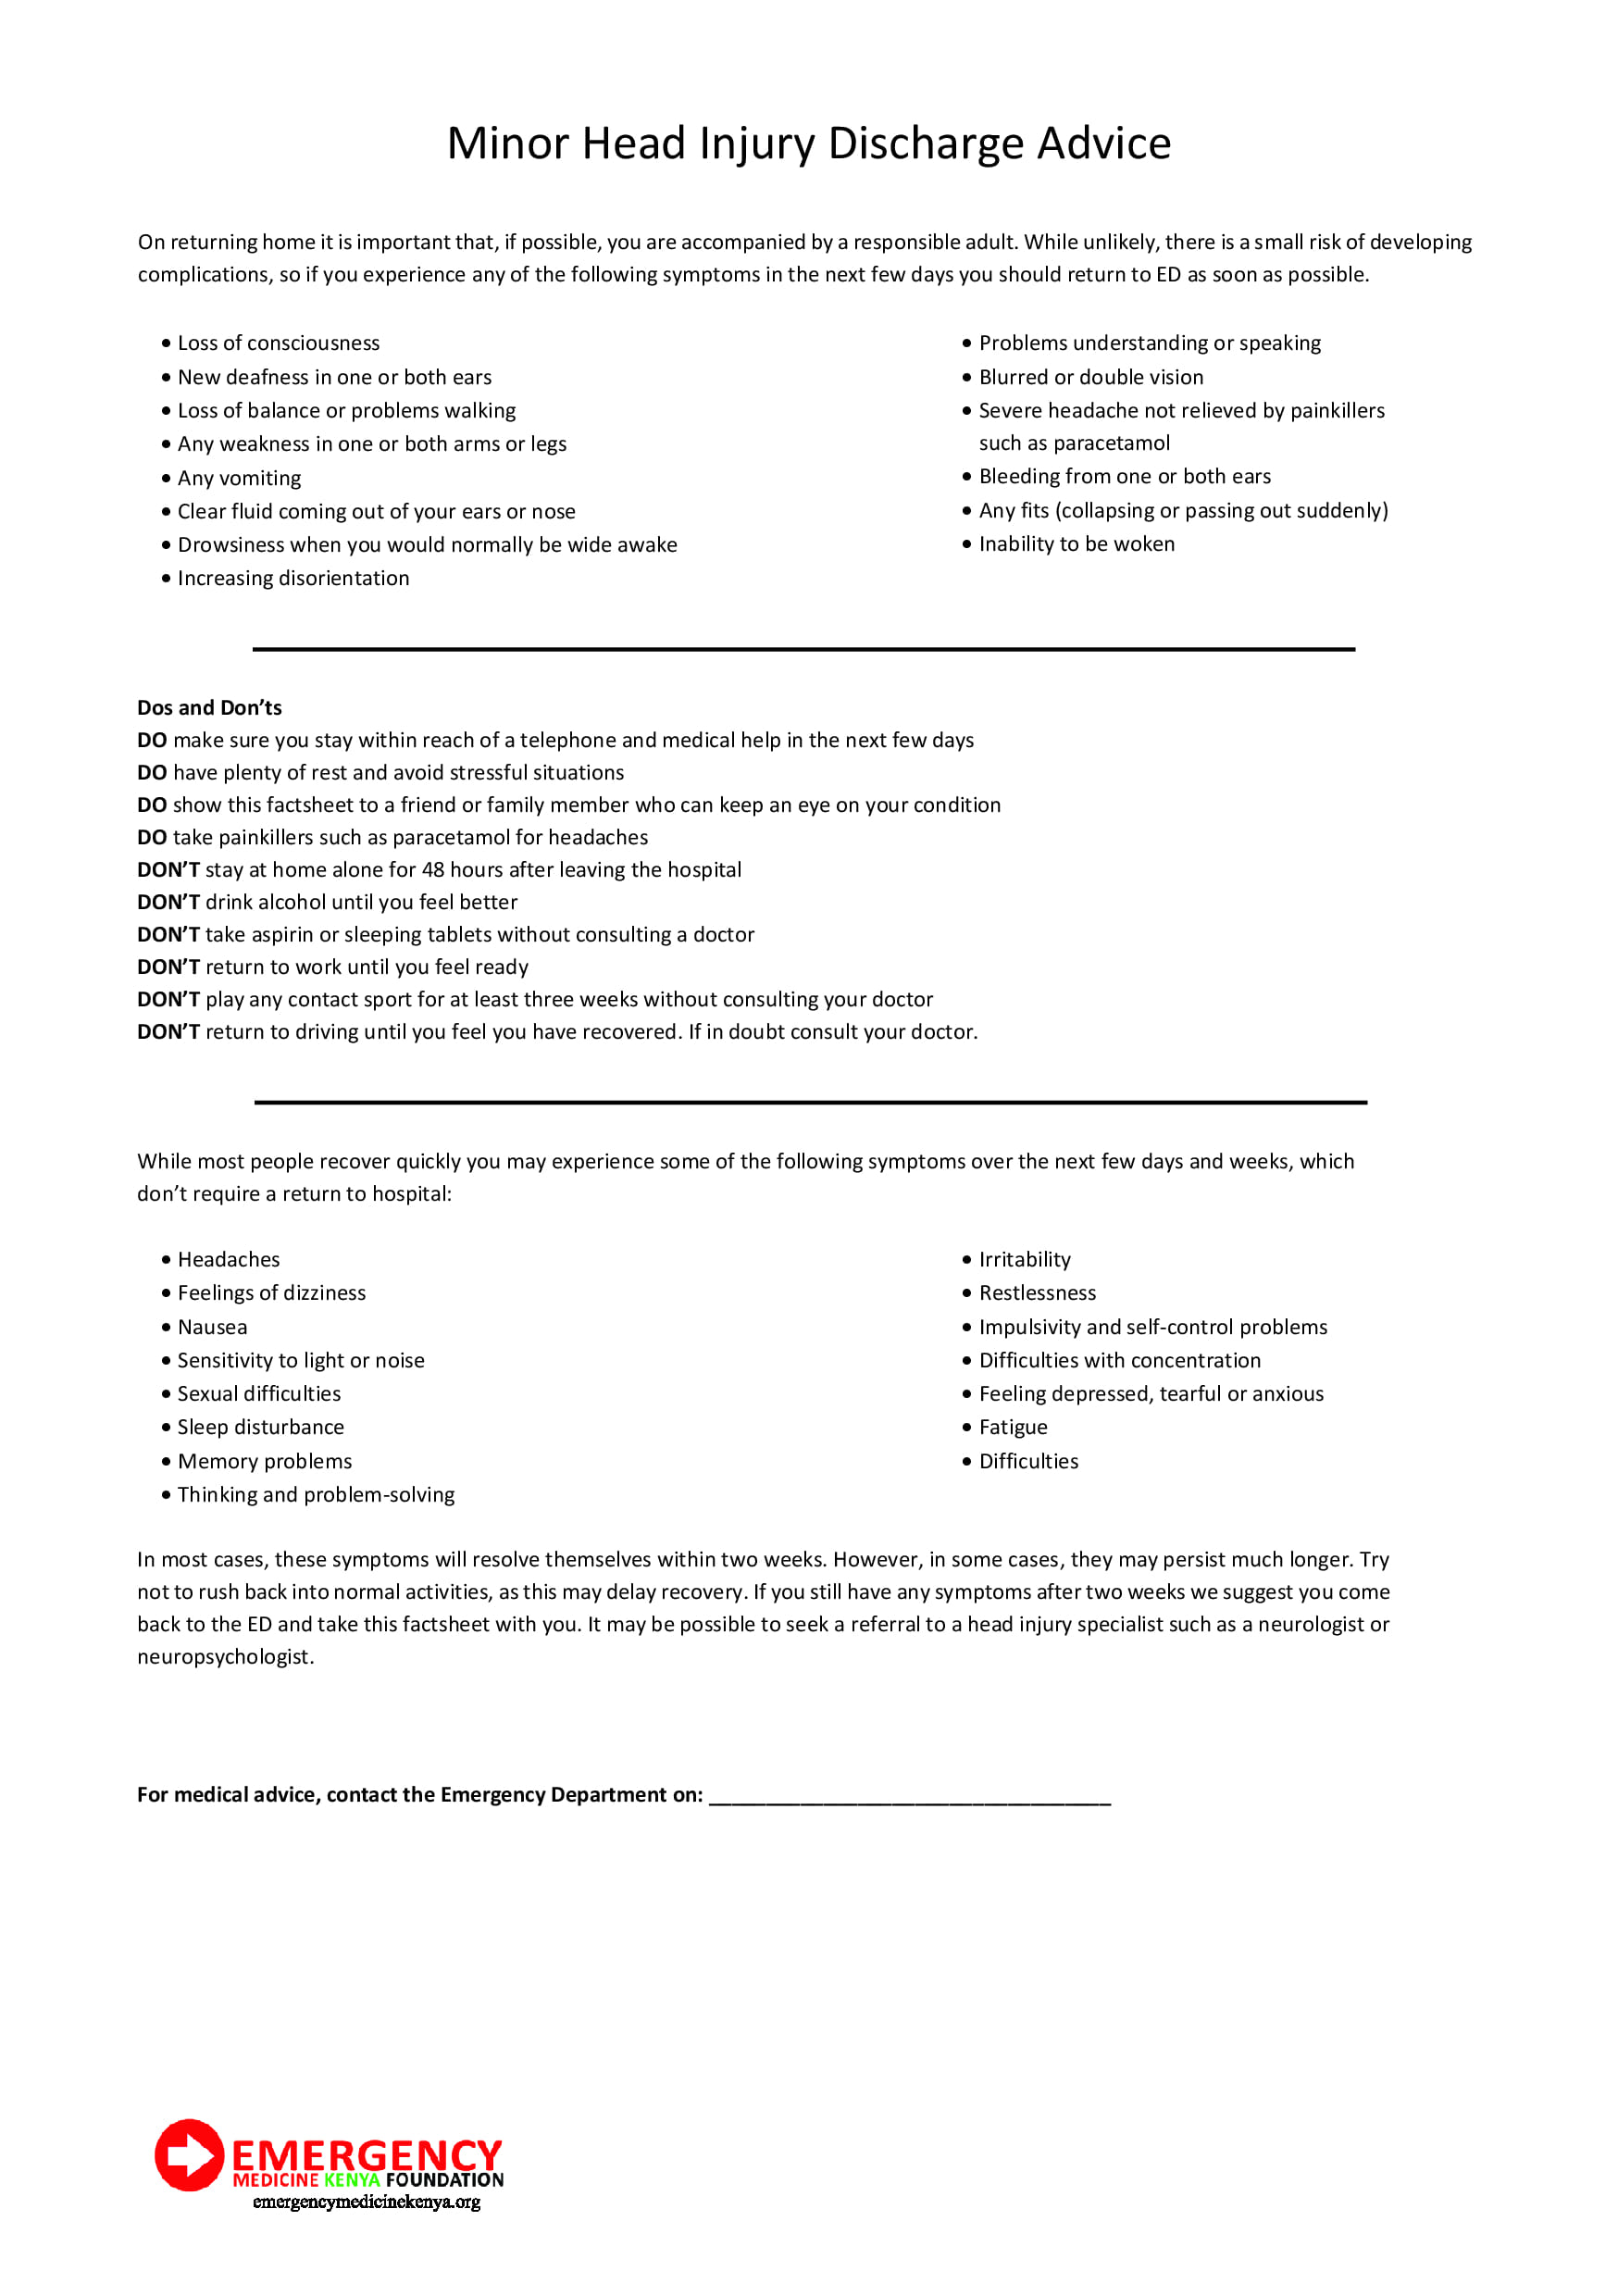 Minor Head Injury Discharge Advice
On returning home it is important that, if possible, you are accompanied by a responsible adult. While unlikely, there is a small risk of developing
complications, so if you experience any of the following symptoms in the next few days you should return to ED as soon as possible.
• Loss of consciousness
• New deafness in one or both ears
• Loss of balance or problems walking
• Any weakness in one or both arms or legs
• Any vomiting
• Clear fluid coming out of your ears or nose
• Drowsiness when you would normally be wide awake
• Increasing disorientation
• Problems understanding or speaking
• Blurred or double vision
• Severe headache not relieved by painkillers
such as paracetamol
• Bleeding from one or both ears
• Any fits (collapsing or passing out suddenly)
• Inability to be woken
Dos and Don’ts
DO make sure you stay within reach of a telephone and medical help in the next few days
DO have plenty of rest and avoid stressful situations
DO show this factsheet to a friend or family member who can keep an eye on your condition
DO take painkillers such as paracetamol for headaches
DON’T stay at home alone for 48 hours after leaving the hospital
DON’T drink alcohol until you feel better
DON’T take aspirin or sleeping tablets without consulting a doctor
DON’T return to work until you feel ready
DON’T play any contact sport for at least three weeks without consulting your doctor
DON’T return to driving until you feel you have recovered. If in doubt consult your doctor.
While most people recover quickly you may experience some of the following symptoms over the next few days and weeks, which
don’t require a return to hospital:
• Headaches
• Feelings of dizziness
• Nausea
• Sensitivity to light or noise
• Sexual difficulties
• Sleep disturbance
• Memory problems
• Thinking and problem-solving
• Irritability
• Restlessness
• Impulsivity and self-control problems
• Difficulties with concentration
• Feeling depressed, tearful or anxious
• Fatigue
• Difficulties
In most cases, these symptoms will resolve themselves within two weeks. However, in some cases, they may persist much longer. Try
not to rush back into normal activities, as this may delay recovery. If you still have any symptoms after two weeks we suggest you come
back to the ED and take this factsheet with you. It may be possible to seek a referral to a head injury specialist such as a neurologist or
neuropsychologist.
For medical advice, contact the Emergency Department on: ___________________________________
EMERGENCY
MEDICINE KENYA FOUNDATION
emergencymedicinekenya.org